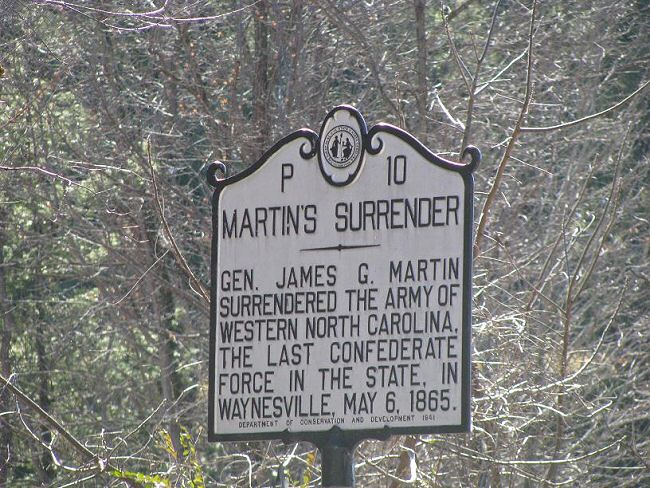 P 10
MARTIN'S SURRENDER
GEN. JAMES G. MARTIN
SURRENDERED THE ARMY OF
WESTERN NORTH CAROLINA,
THE LAST CONFEDERATE
FORCE IN THE STATE, IN
WAYNESVILLE, MAY 6, 1865.
DEPARTMENT OF CONSERVATION AND DEVELOPMENT 1941